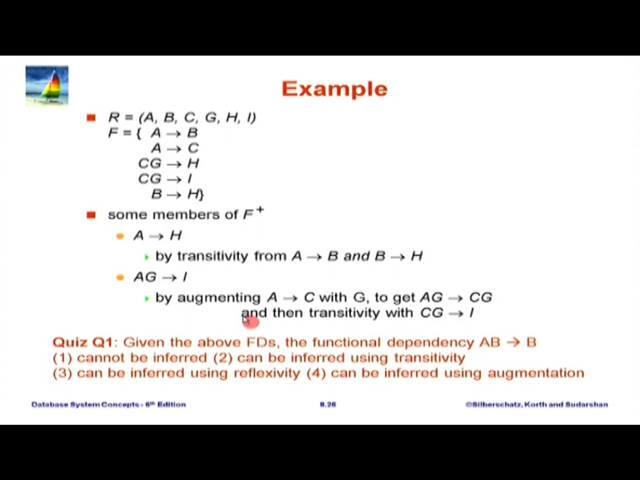 Example
R = (A, B, C, G, H, I)
F = { A → B
A → C
CG → H
CG → I
B → H}
some members of F+
A → H
by transitivity from A → B and B → H
AG → I
by augmenting A → C with G, to get AG → CG
and then transitivity with CG → I
Quiz Q1: Given the above FDs, the functional dependency AB → B
(1) cannot be inferred (2) can be inferred using transitivity
(3) can be inferred using reflexivity (4) can be inferred using augmentation
Database System Concepts - 6th Edition
8.26
©Silberschatz, Korth and Sudarshan